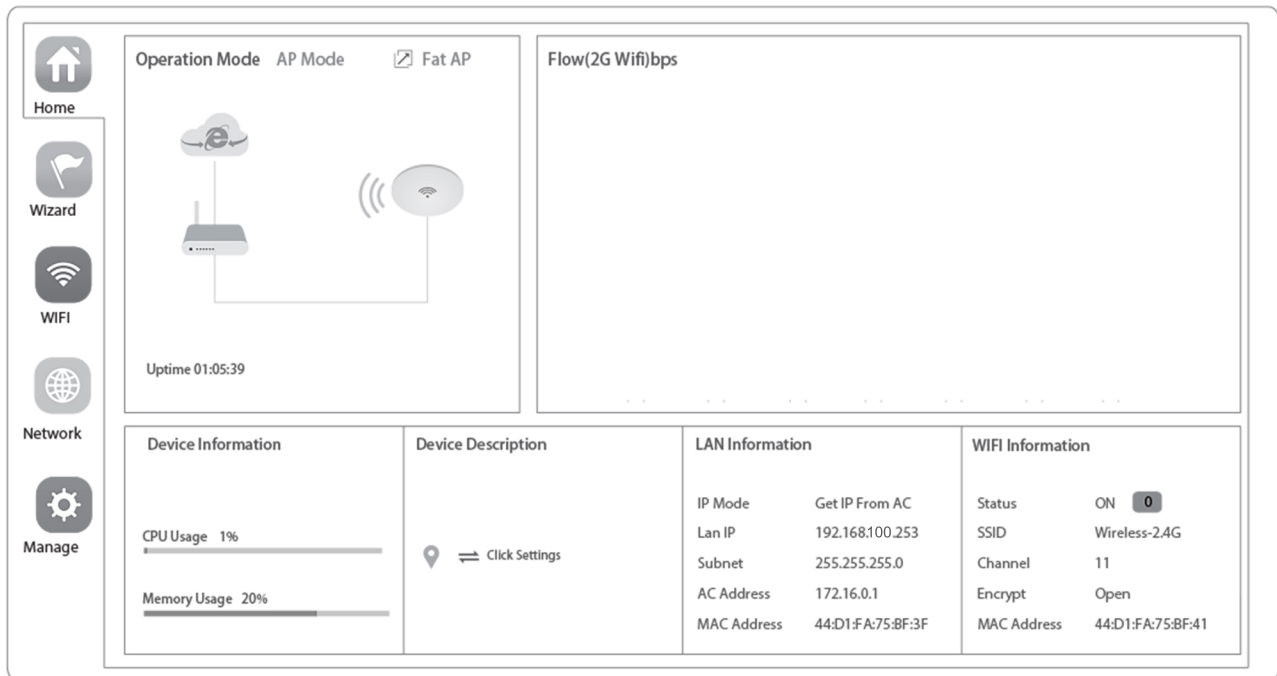 Home
Wizard
WIFI
Network
Manage
Operation Mode AP Mode Fat AP
Uptime 01:05:39
Flow(2G Wifi)bps
Device Information
CPU Usage 1%
Memory Usage 20%
Device Description
Click Settings
LAN Information
IP Mode Get IP From AC
Lan IP 192.168.100.253
Subnet 255.255.255.0
AC Address 172.16.0.1
MAC Address 44:D1:FA:75:BF:3F
WIFI Information
Status ON 0
SSID Wireless-2.4G
Channel 11
Encrypt Open
MAC Address 44:D1:FA:75:BF:41